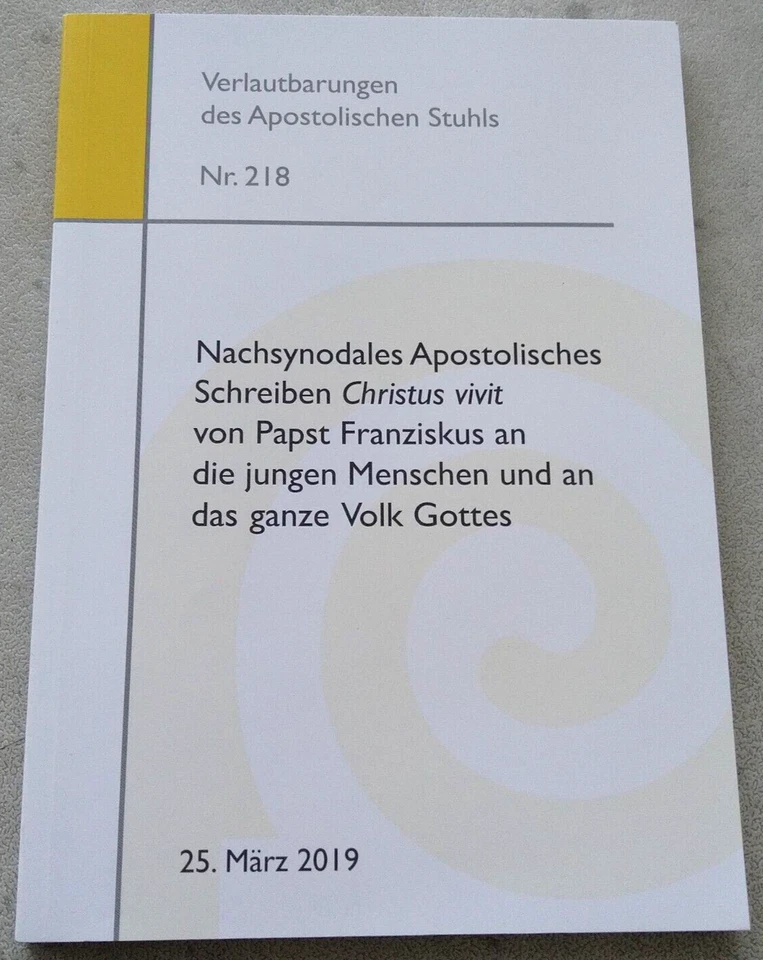 Verlautbarungen
des Apostolischen Stuhls
Nr. 218
Nachsynodales Apostolisches
Schreiben Christus vivit
von Papst Franziskus an
die jungen Menschen und an
das ganze Volk Gottes
25. März 2019